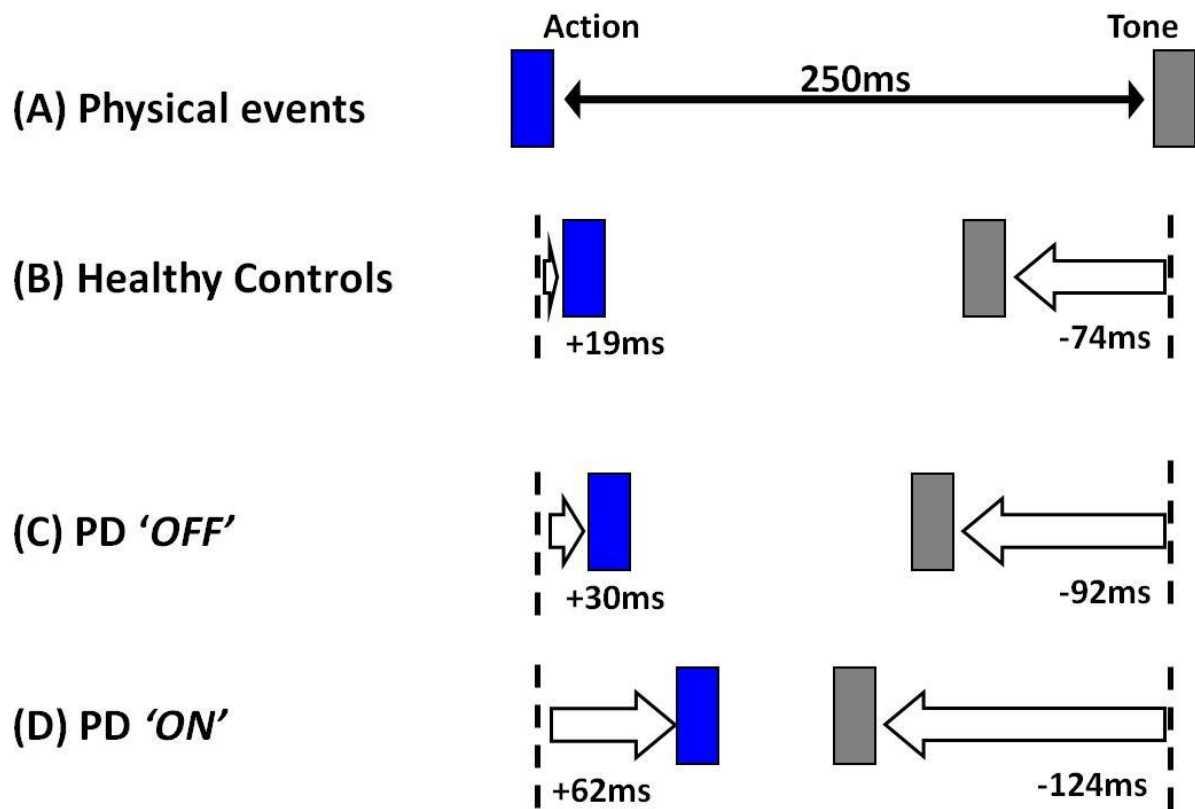 Action Tone
(A) Physical events 250ms
(B) Healthy Controls
+19ms -74ms
(C) PD ‘OFF’
+30ms -92ms
(D) PD ‘ON’
+62ms -124ms